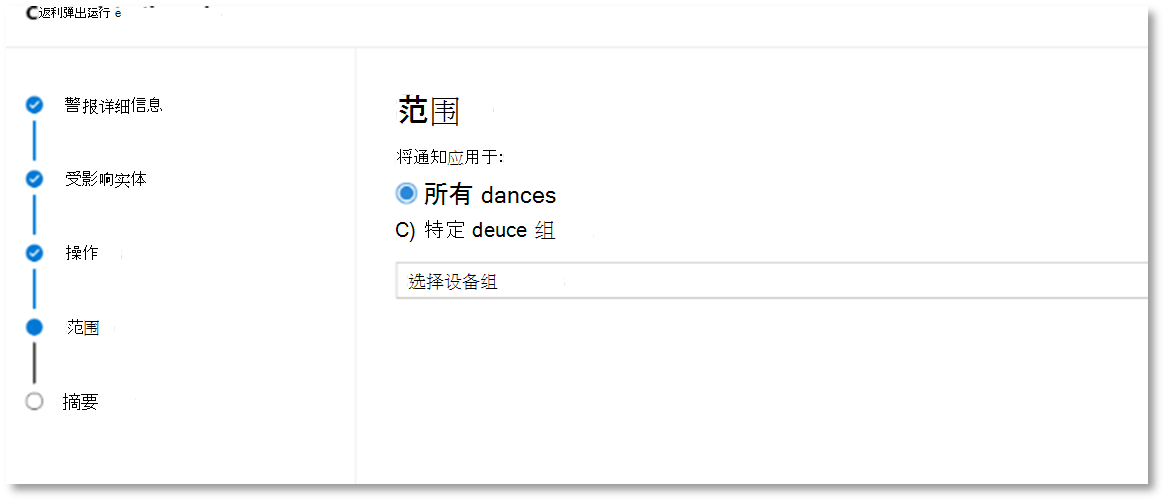 C返利弹出运行 e
警报详细信息
受影响实体
操作
范围
摘要
范围
将通知应用于:
所有 dances
C) 特定 deuce 组
选择设备组